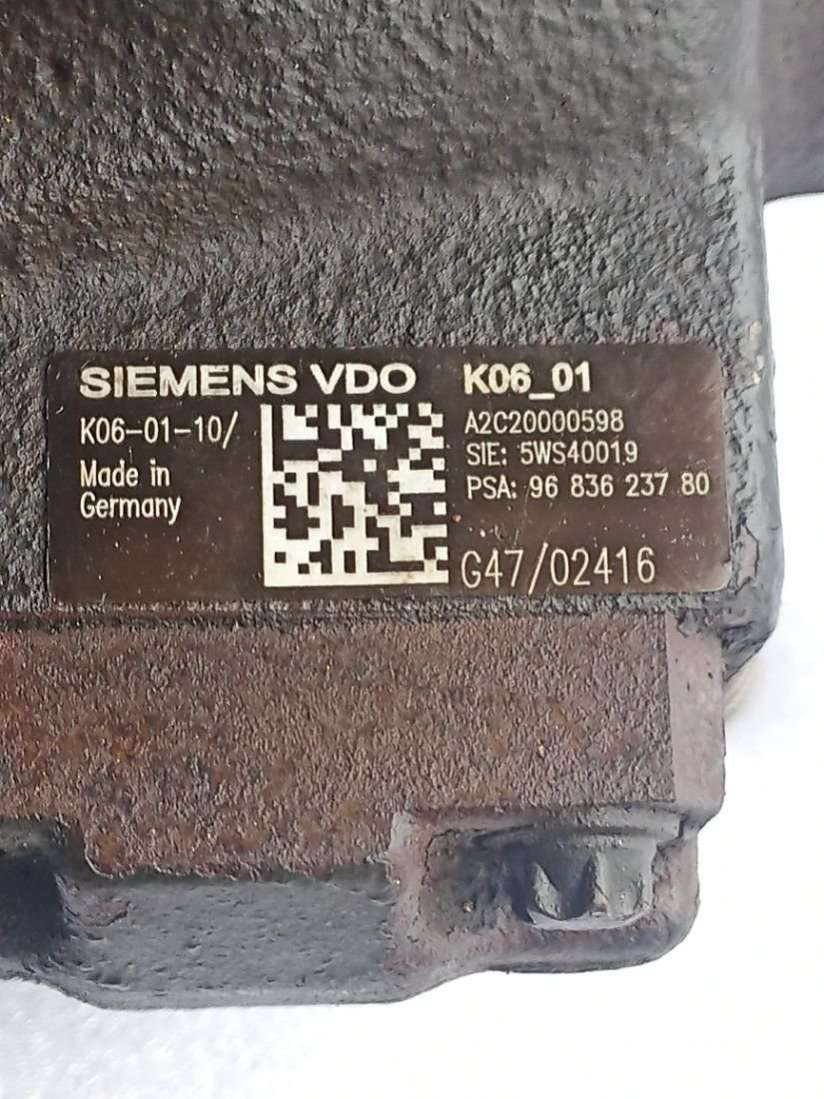 SIEMENS VDO K06_01
K06-01-10/
A2C20000598
SIE: 5WS40019
Made in
Germany
PSA: 96 836 237 80
G47/02416